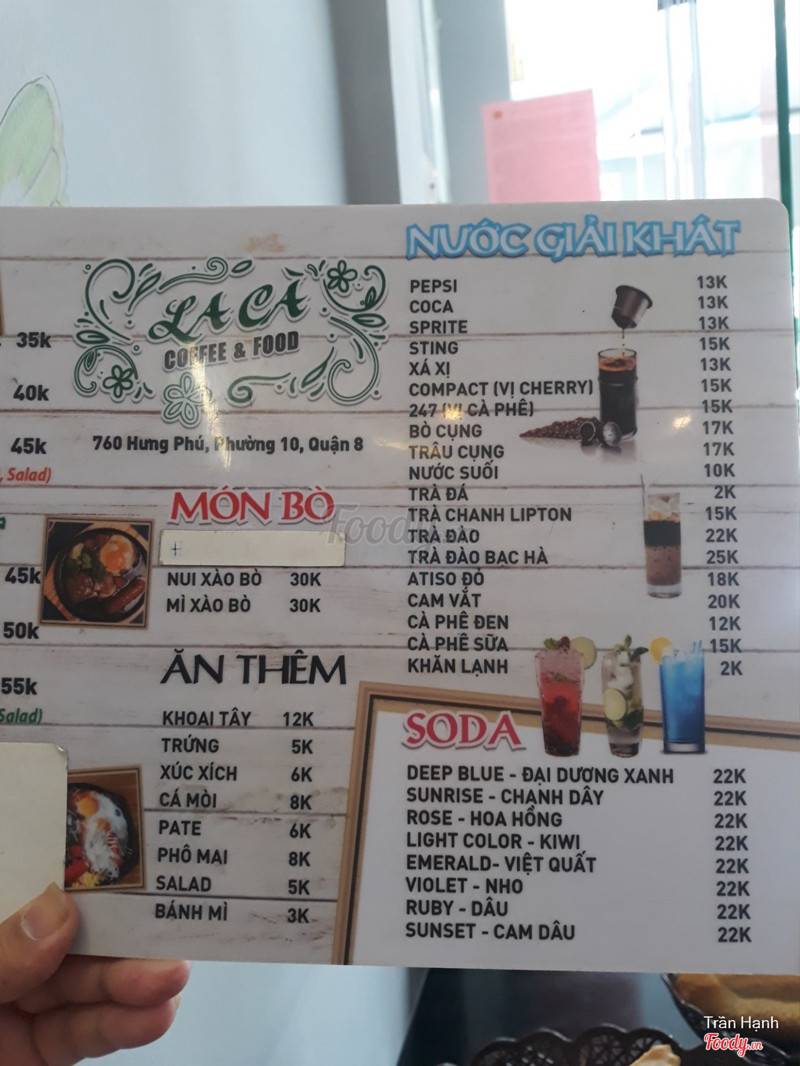 35k
40k
45k
, Salad)
45k
50k
55k
Salad)
LA CÀ
COFFEE & FOOD
760 Hưng Phú, Phường 10, Quận 8
MÓN BÒ
NUI XÀO BÒ 30K
MÌ XÀO BÒ 30K
ĂN THÊM
KHOAI TÂY 12K
TRỨNG 5K
XÚC XÍCH 6K
CÁ MÒI 8K
PATE 6K
PHÔ MAI 8K
SALAD 5K
BÁNH MÌ 3K
NƯỚC GIẢI KHÁT
PEPSI 13K
COCA 13K
SPRITE 13K
STING 15K
XÁ XỊ 13K
COMPACT (VỊ CHERRY) 15K
247 (VỊ CÀ PHÊ) 15K
BÒ CỤNG 17K
TRÂU CỤNG 17K
NƯỚC SUỐI 10K
TRÀ ĐÁ 2K
TRÀ CHANH LIPTON 15K
TRÀ ĐÀO 22K
TRÀ ĐÀO BẠC HÀ 25K
ATISO ĐỎ 18K
CAM VẮT 20K
CÀ PHÊ ĐEN 12K
CÀ PHÊ SỮA 15K
KHĂN LẠNH 2K
SODA
DEEP BLUE - ĐẠI DƯƠNG XANH 22K
SUNRISE - CHANH DÂY 22K
ROSE - HOA HỒNG 22K
LIGHT COLOR - KIWI 22K
EMERALD- VIỆT QUẤT 22K
VIOLET - NHO 22K
RUBY - DÂU 22K
SUNSET - CAM DÂU 22K
Foody
Trần Hạnh
Foody.vn